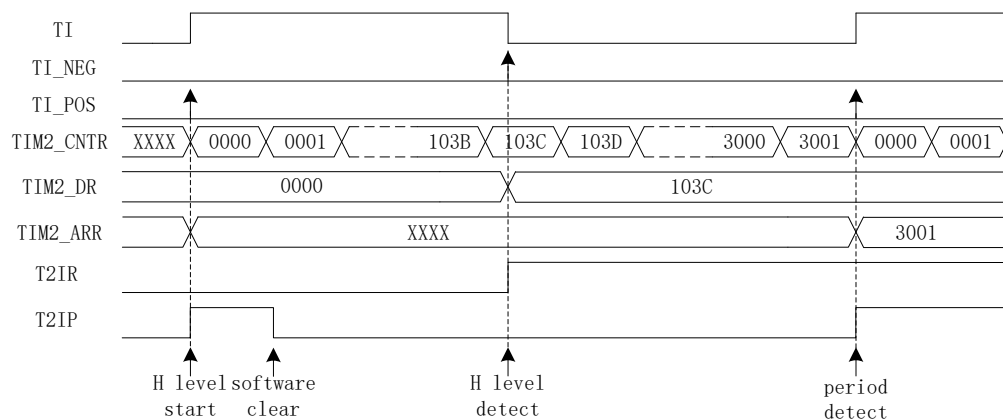 TI
TI_NEG
TI_POS
TIM2_CNTR XXXX 0000 0001 103B 103C 103D 3000 3001 0000 0001
TIM2_DR 0000 103C
TIM2_ARR XXXX 3001
T2IR
T2IP
H level software H level period
start clear detect detect